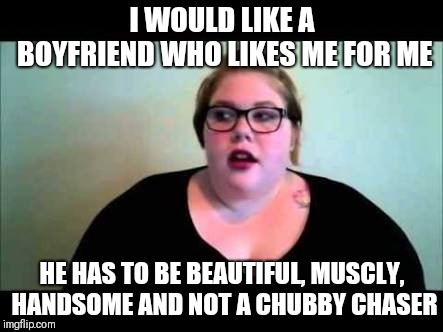 I WOULD LIKE A
BOYFRIEND WHO LIKES ME FOR ME
HE HAS TO BE BEAUTIFUL, MUSCLY,
HANDSOME AND NOT A CHUBBY CHASER
imgflip.com